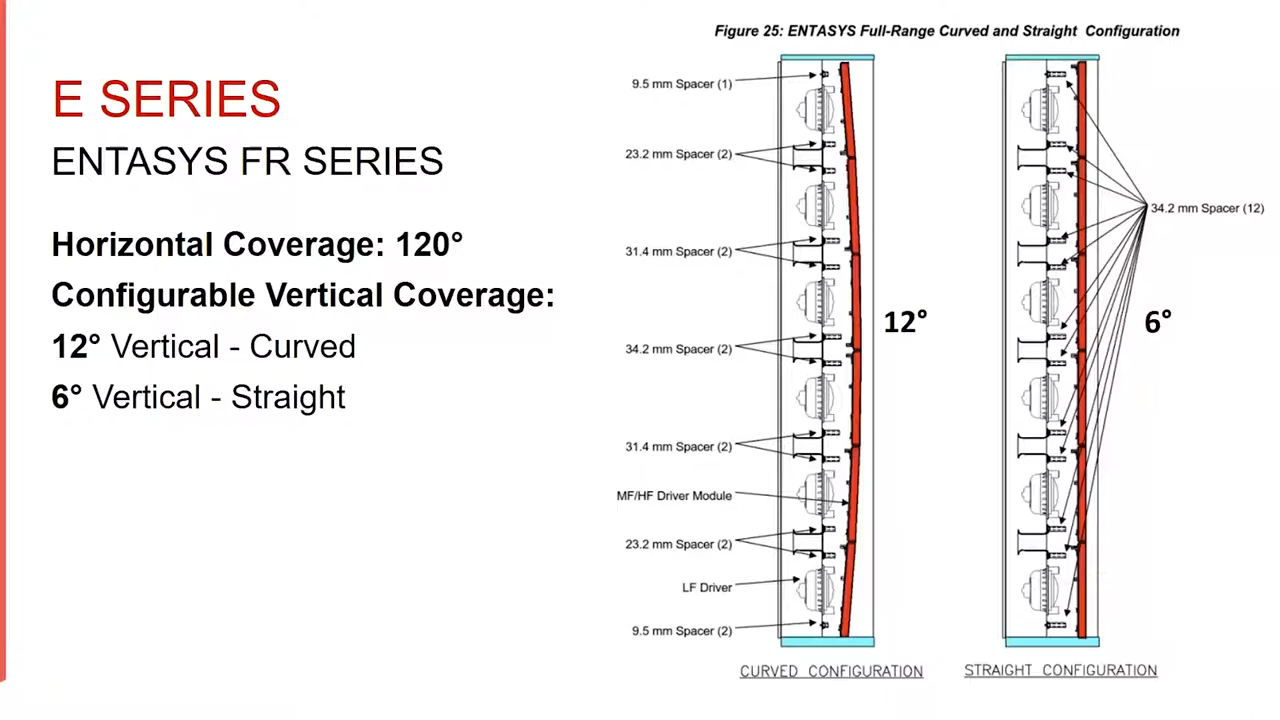 E SERIES
ENTASYS FR SERIES
Horizontal Coverage: 120°
Configurable Vertical Coverage:
12° Vertical - Curved
6° Vertical - Straight
Figure 25: ENTASYS Full-Range Curved and Straight Configuration
9.5 mm Spacer (1)
23.2 mm Spacer (2)
31.4 mm Spacer (2)
34.2 mm Spacer (2)
31.4 mm Spacer (2)
MF/HF Driver Module
23.2 mm Spacer (2)
LF Driver
9.5 mm Spacer (2)
12°
CURVED CONFIGURATION
34.2 mm Spacer (12)
6°
STRAIGHT CONFIGURATION